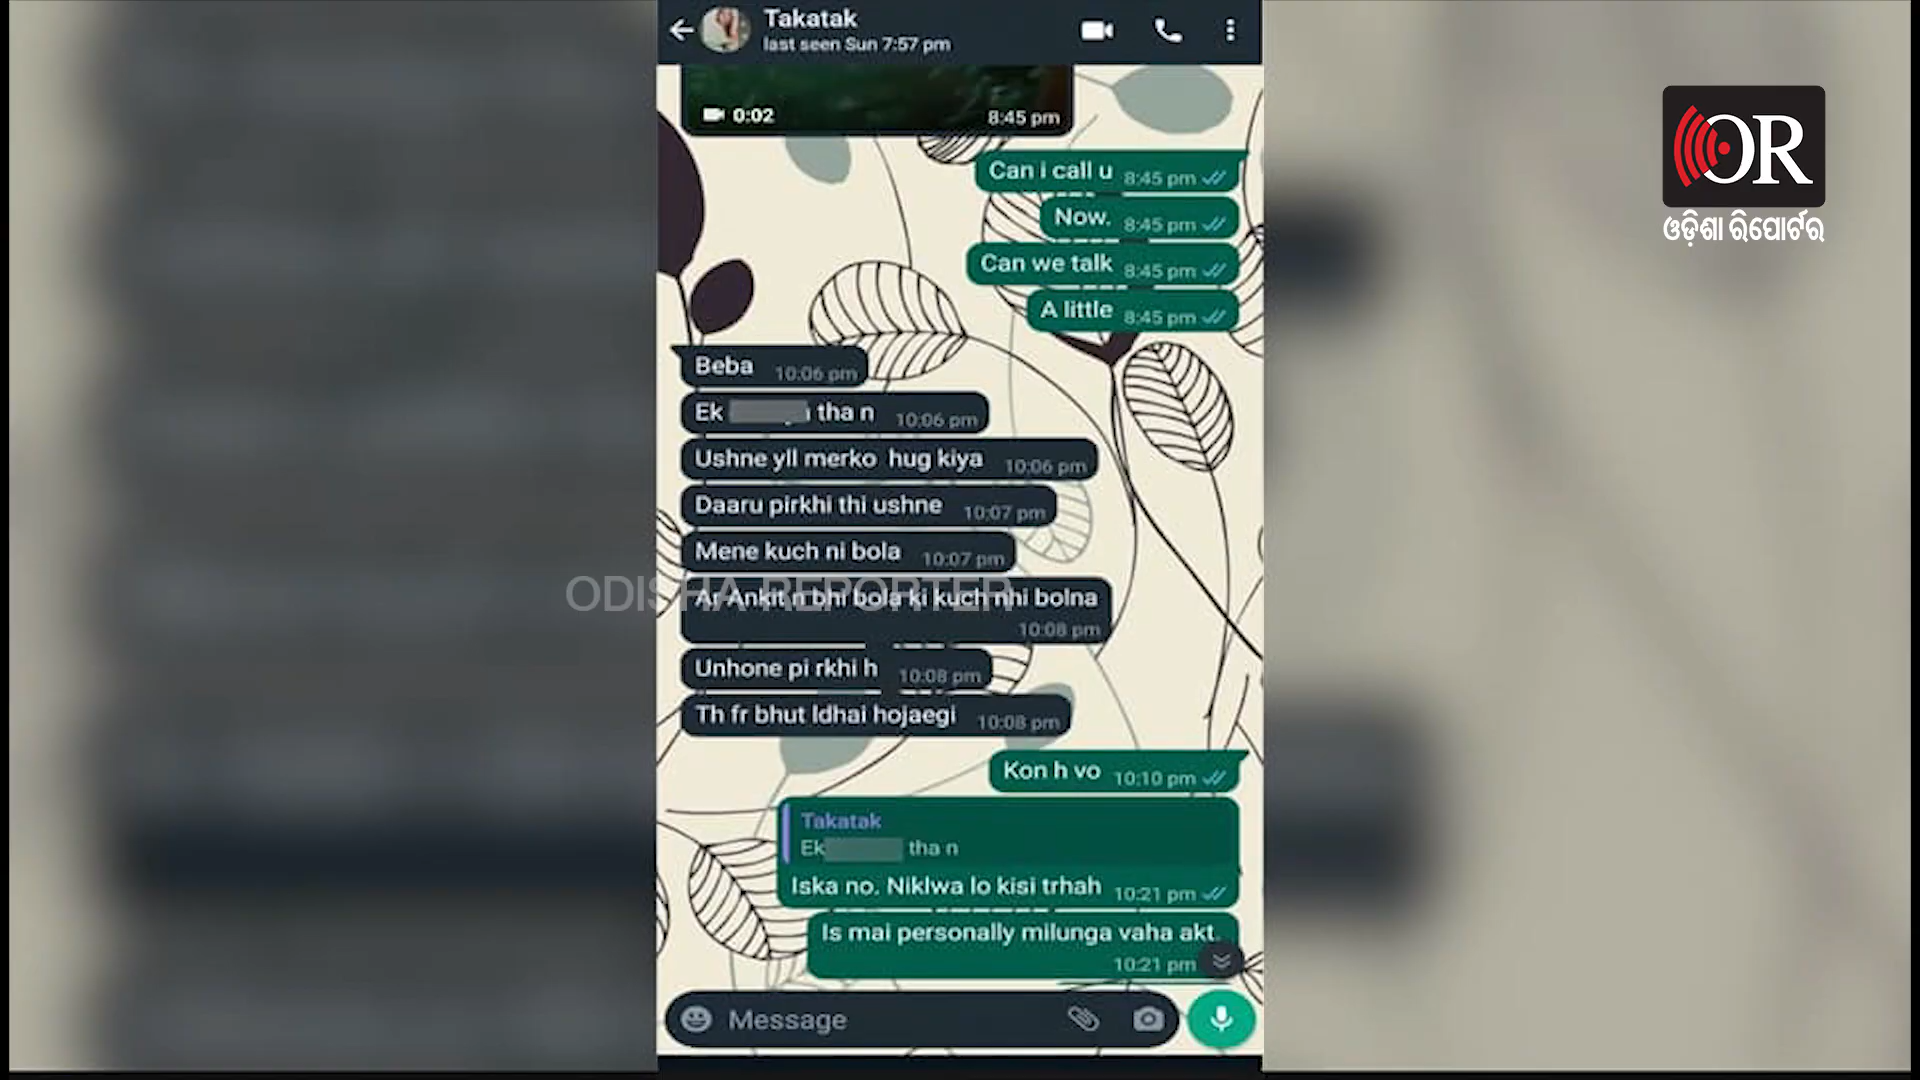 Takatak
last seen Sun 7:57 pm
OR
ଓଡ଼ିଶା ରିପୋର୍ଟର
0:02 8:45 pm
Can i call u 8:45 pm
Now. 8:45 pm
Can we talk 8:45 pm
A little 8:45 pm
Beba 10:06 pm
Ek tha n 10:06 pm
Ushne yll merko hug kiya 10:06 pm
Daaru pirkhi thi ushne 10:07 pm
Mene kuch ni bola 10:07 pm
ODISHA REPORTER
Ar Ankit n bhi bola ki kuch nhi bolna
10:08 pm
Unhone pi rkhi h 10:08 pm
Th fr bhut ldhai hojaegi 10:08 pm
Kon h vo 10:10 pm
Takatak
Ek tha n
Iska no. Niklwa lo kisi trhah 10:21 pm
Is mai personally milunga vaha akt.
10:21 pm
Message